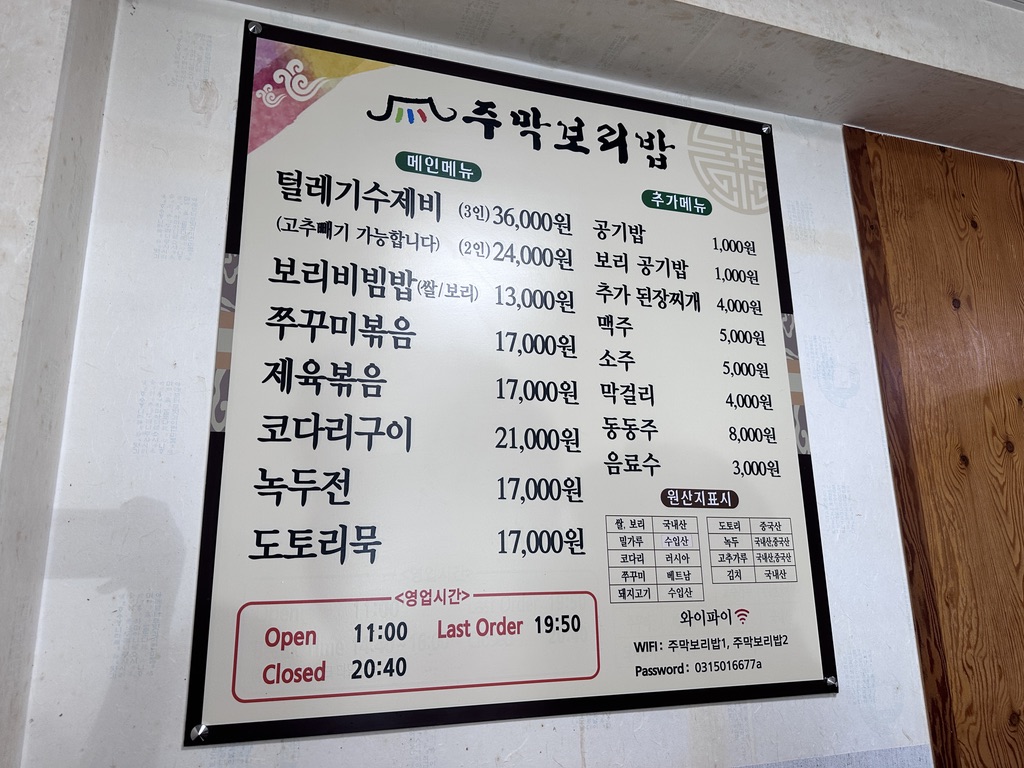 주막보리밥
메인메뉴
털레기수제비 (3인) 36,000원
(고추빼기 가능합니다) (2인) 24,000원
보리비빔밥(쌀/보리) 13,000원
쭈꾸미볶음 17,000원
제육볶음 17,000원
코다리구이 21,000원
녹두전 17,000원
도토리묵 17,000원
추가메뉴
공기밥 1,000원
보리 공기밥 1,000원
추가 된장찌개 4,000원
맥주 5,000원
소주 5,000원
막걸리 4,000원
동동주 8,000원
음료수 3,000원
원산지표시
쌀, 보리 국내산
밀가루 수입산
코다리 러시아
쭈꾸미 베트남
돼지고기 수입산
도토리 중국산
녹두 국내산,중국산
고추가루 국내산,중국산
김치 국내산
<영업시간>
Open 11:00 Last Order 19:50
Closed 20:40
와이파이
WIFI : 주막보리밥1, 주막보리밥2
Password : 0315016677a